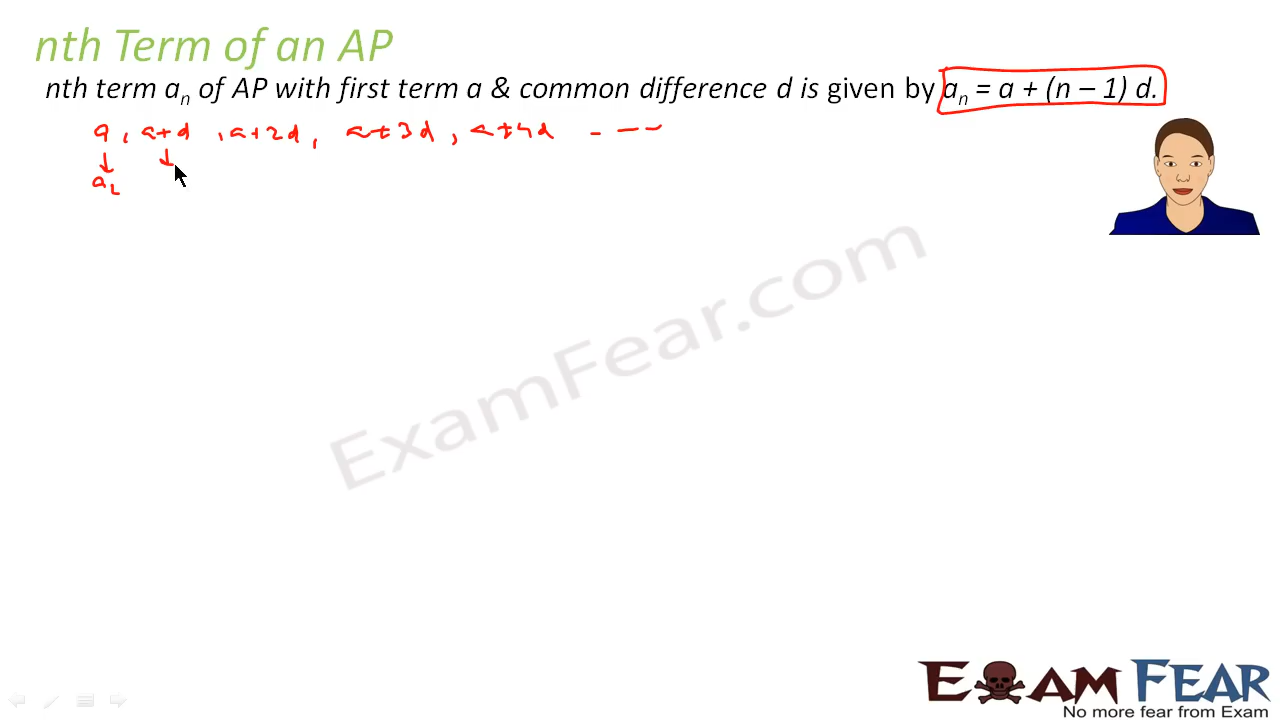 nth Term of an AP
nth term aₙ of AP with first term a & common difference d is given by aₙ = a + (n – 1) d.
a , a+d , a+2d , a+3d , a+4d - - - -
↓ ↓
a₁
ExamFear.com
EXAM FEAR
No more fear from Exam